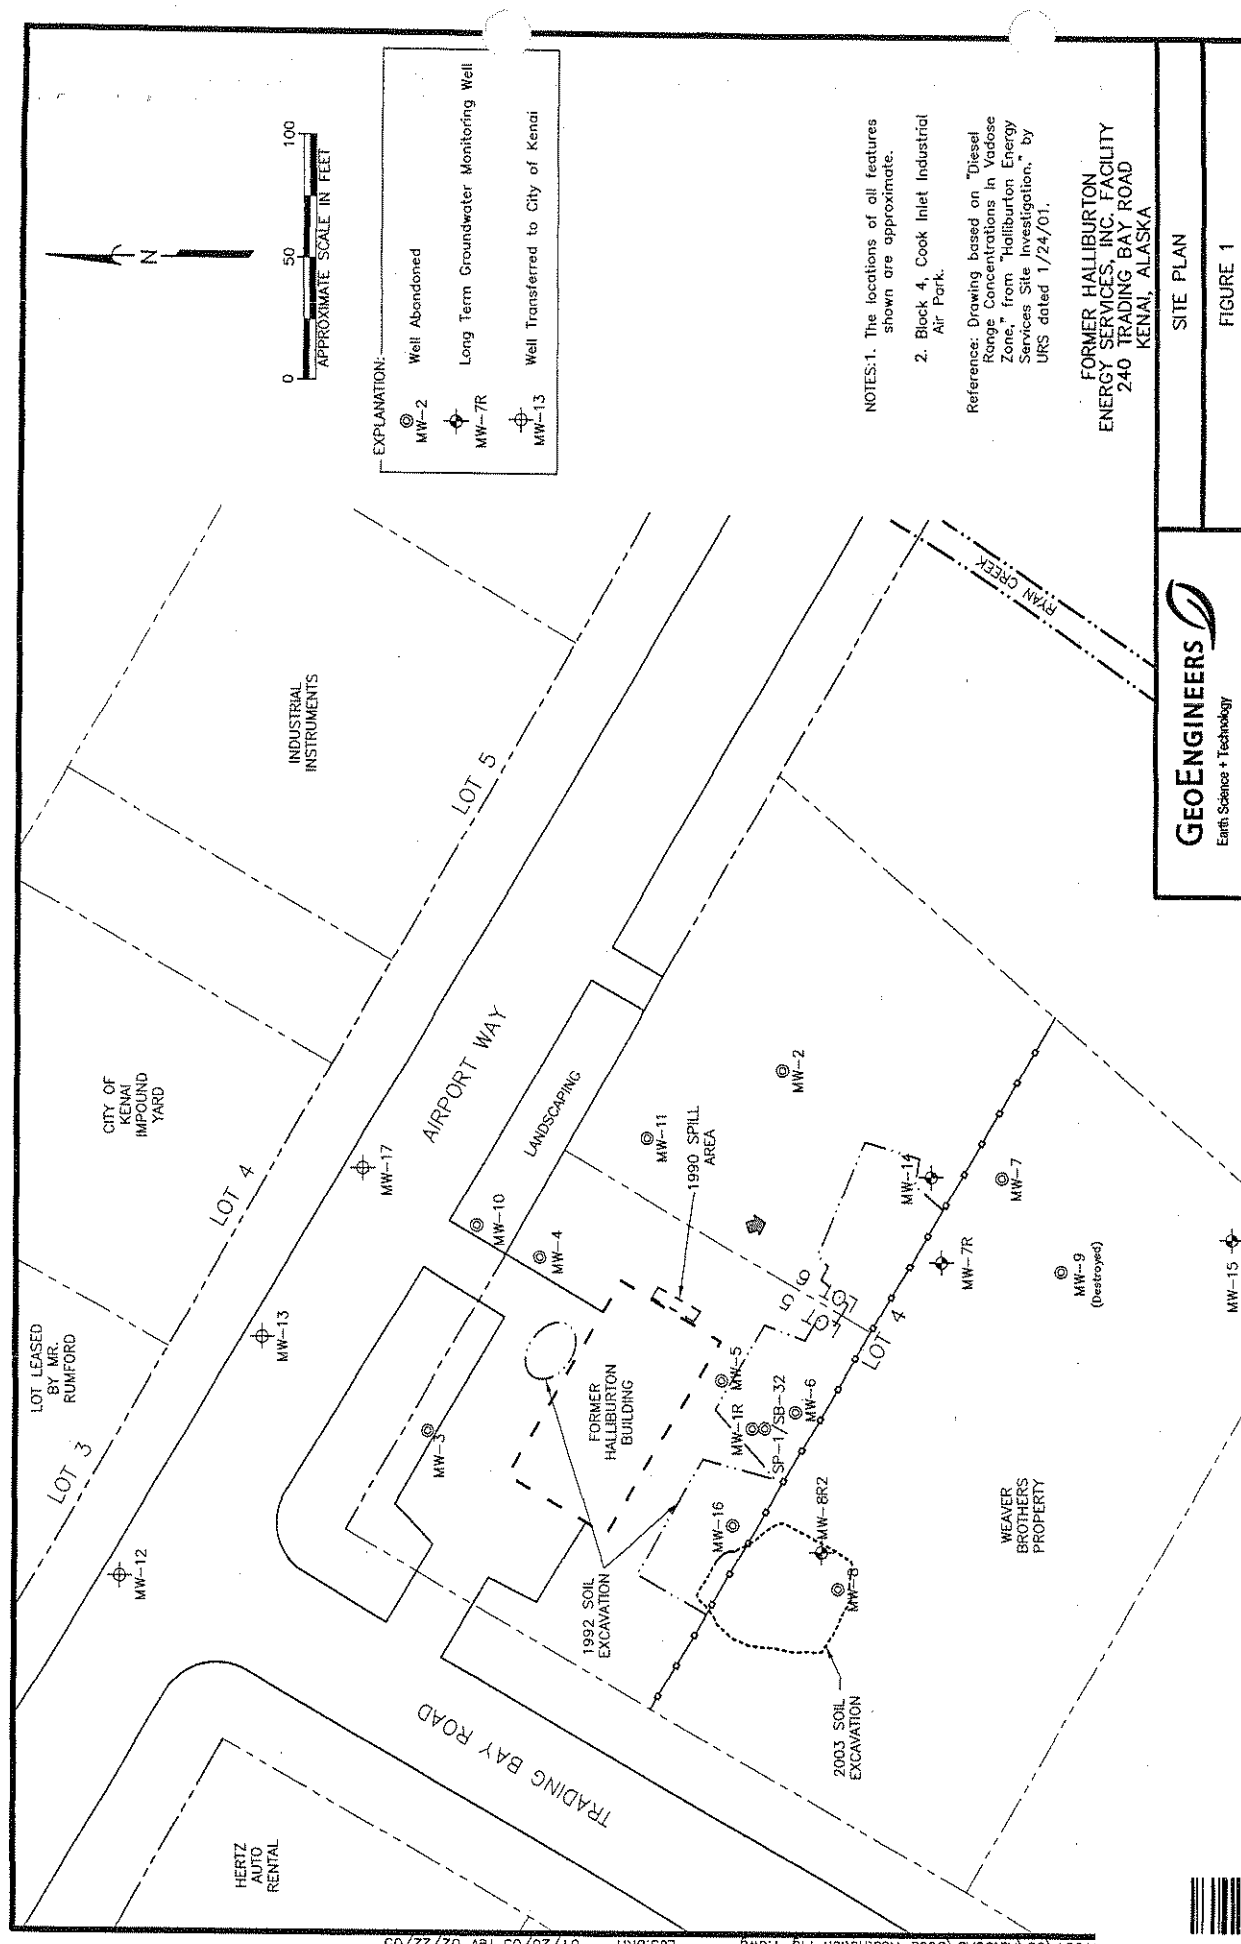 HERTZ
AUTO
RENTAL
TRADING BAY ROAD
LOT 3
LOT LEASED
BY MR.
RUMFORD
LOT 4
CITY OF
KENAI
IMPOUND
YARD
INDUSTRIAL
INSTRUMENTS
LOT 5
AIRPORT WAY
LANDSCAPING
MW-12
MW-13
MW-17
MW-3
MW-10
MW-4
MW-11
MW-2
1990 SPILL
AREA
FORMER
HALLIBURTON
BUILDING
1992 SOIL
EXCAVATION
MW-5
MW-1R
SP-1/SB-32
MW-6
MW-16
MW-8R2
MW-8
2003 SOIL
EXCAVATION
LOT 5
LOT 6
LOT 4
MW-14
MW-7R
MW-7
MW-9
(Destroyed)
MW-15
WEAVER
BROTHERS
PROPERTY
RYAN CREEK
N
0 50 100
APPROXIMATE SCALE IN FEET
EXPLANATION:
MW-2 Well Abandoned
MW-7R Long Term Groundwater Monitoring Well
MW-13 Well Transferred to City of Kenai
NOTES: 1. The locations of all features
shown are approximate.
2. Block 4, Cook Inlet Industrial
Air Park.
Reference: Drawing based on "Diesel
Range Concentrations in Vadose
Zone," from "Halliburton Energy
Services Site Investigation," by
URS dated 1/24/01.
FORMER HALLIBURTON
ENERGY SERVICES, INC. FACILITY
240 TRADING BAY ROAD
KENAI, ALASKA
GEOENGINEERS
Earth Science + Technology
SITE PLAN
FIGURE 1